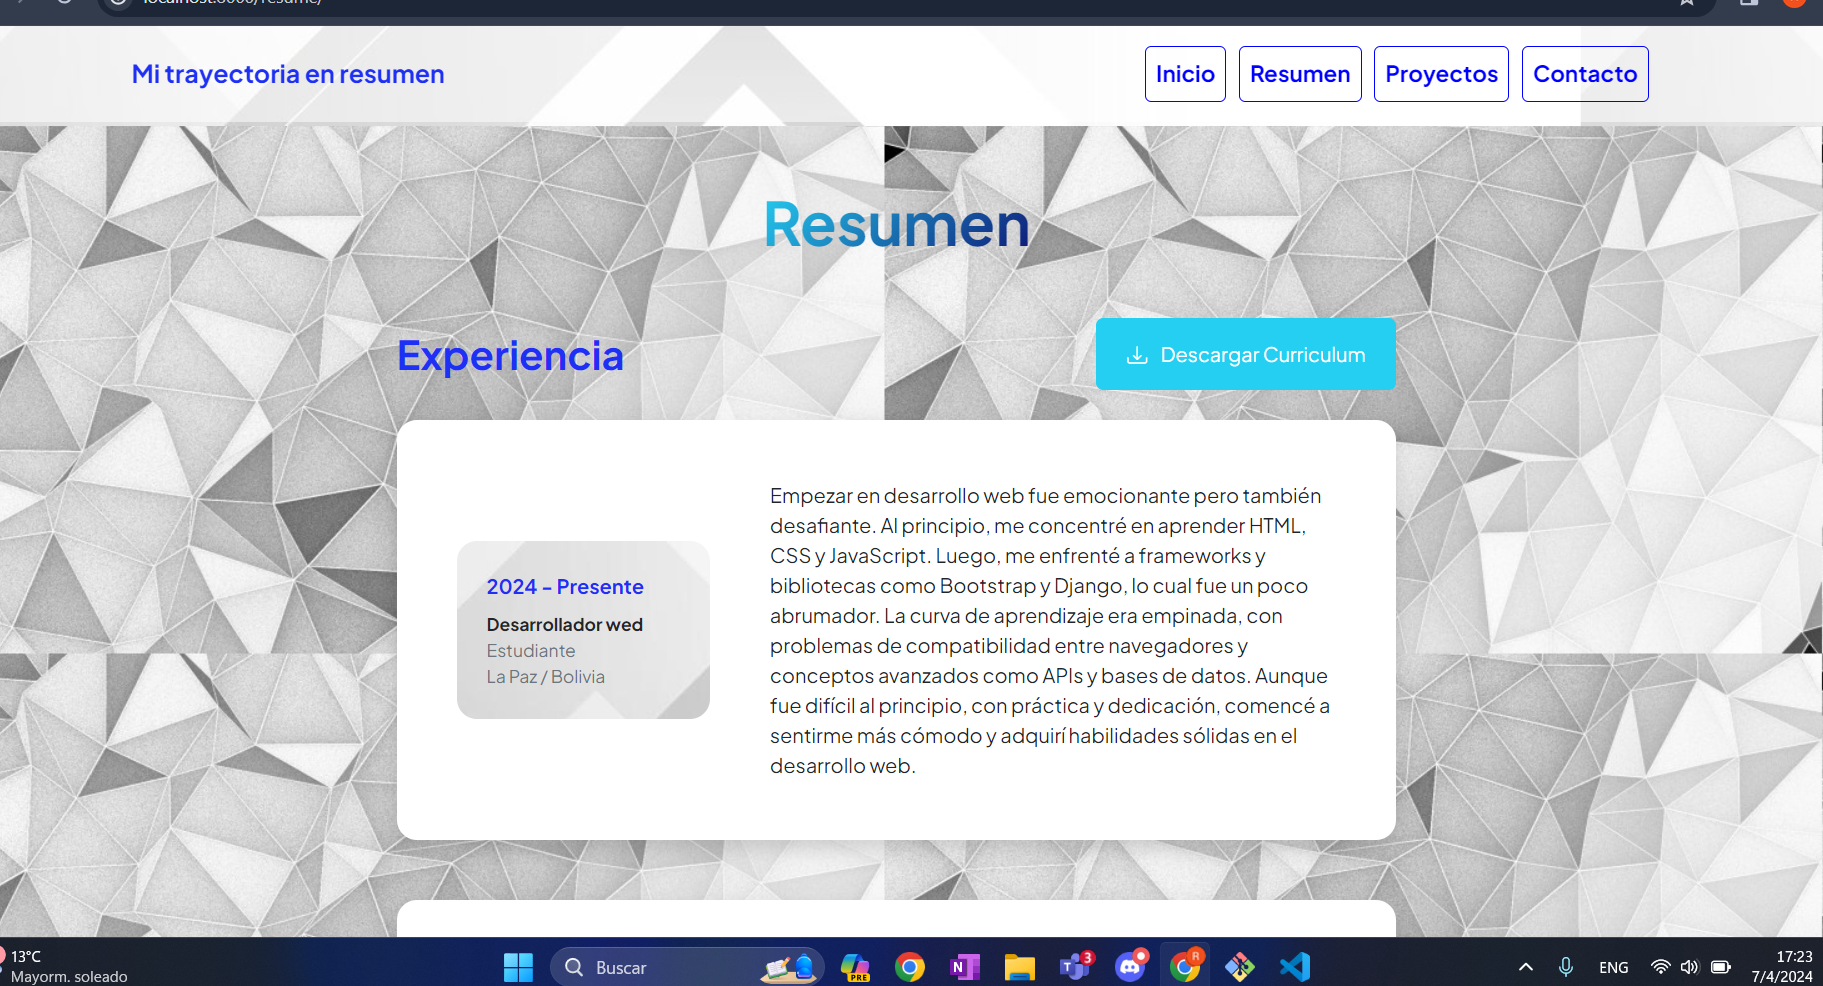 localhost:8000/resume/
Mi trayectoria en resumen
Inicio
Resumen
Proyectos
Contacto
Resumen
Experiencia
Descargar Curriculum
2024 - Presente
Desarrollador wed
Estudiante
La Paz / Bolivia
Empezar en desarrollo web fue emocionante pero también
desafiante. Al principio, me concentré en aprender HTML,
CSS y JavaScript. Luego, me enfrenté a frameworks y
bibliotecas como Bootstrap y Django, lo cual fue un poco
abrumador. La curva de aprendizaje era empinada, con
problemas de compatibilidad entre navegadores y
conceptos avanzados como APIs y bases de datos. Aunque
fue difícil al principio, con práctica y dedicación, comencé a
sentirme más cómodo y adquirí habilidades sólidas en el
desarrollo web.
13°C
Mayorm. soleado
Buscar
PRE
N
T
3
R
ENG
17:23
7/4/2024